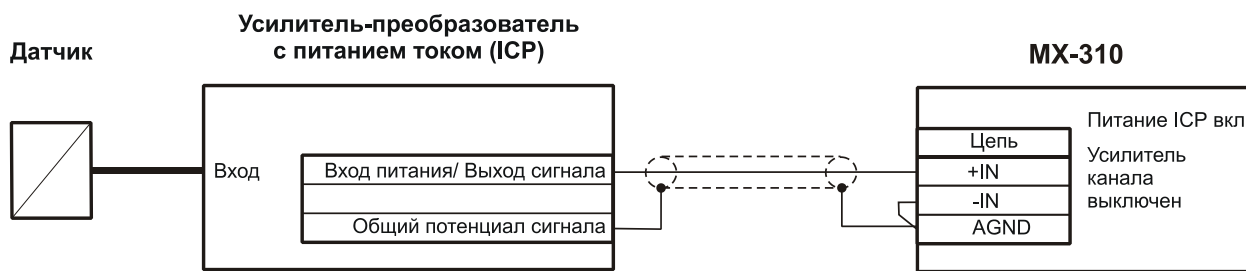 Датчик
Усилитель-преобразователь
с питанием током (ICP)
MX-310
Вход
Вход питания/ Выход сигнала
Общий потенциал сигнала
Цепь
+IN
-IN
AGND
Питание ICP вкл
Усилитель
канала
выключен